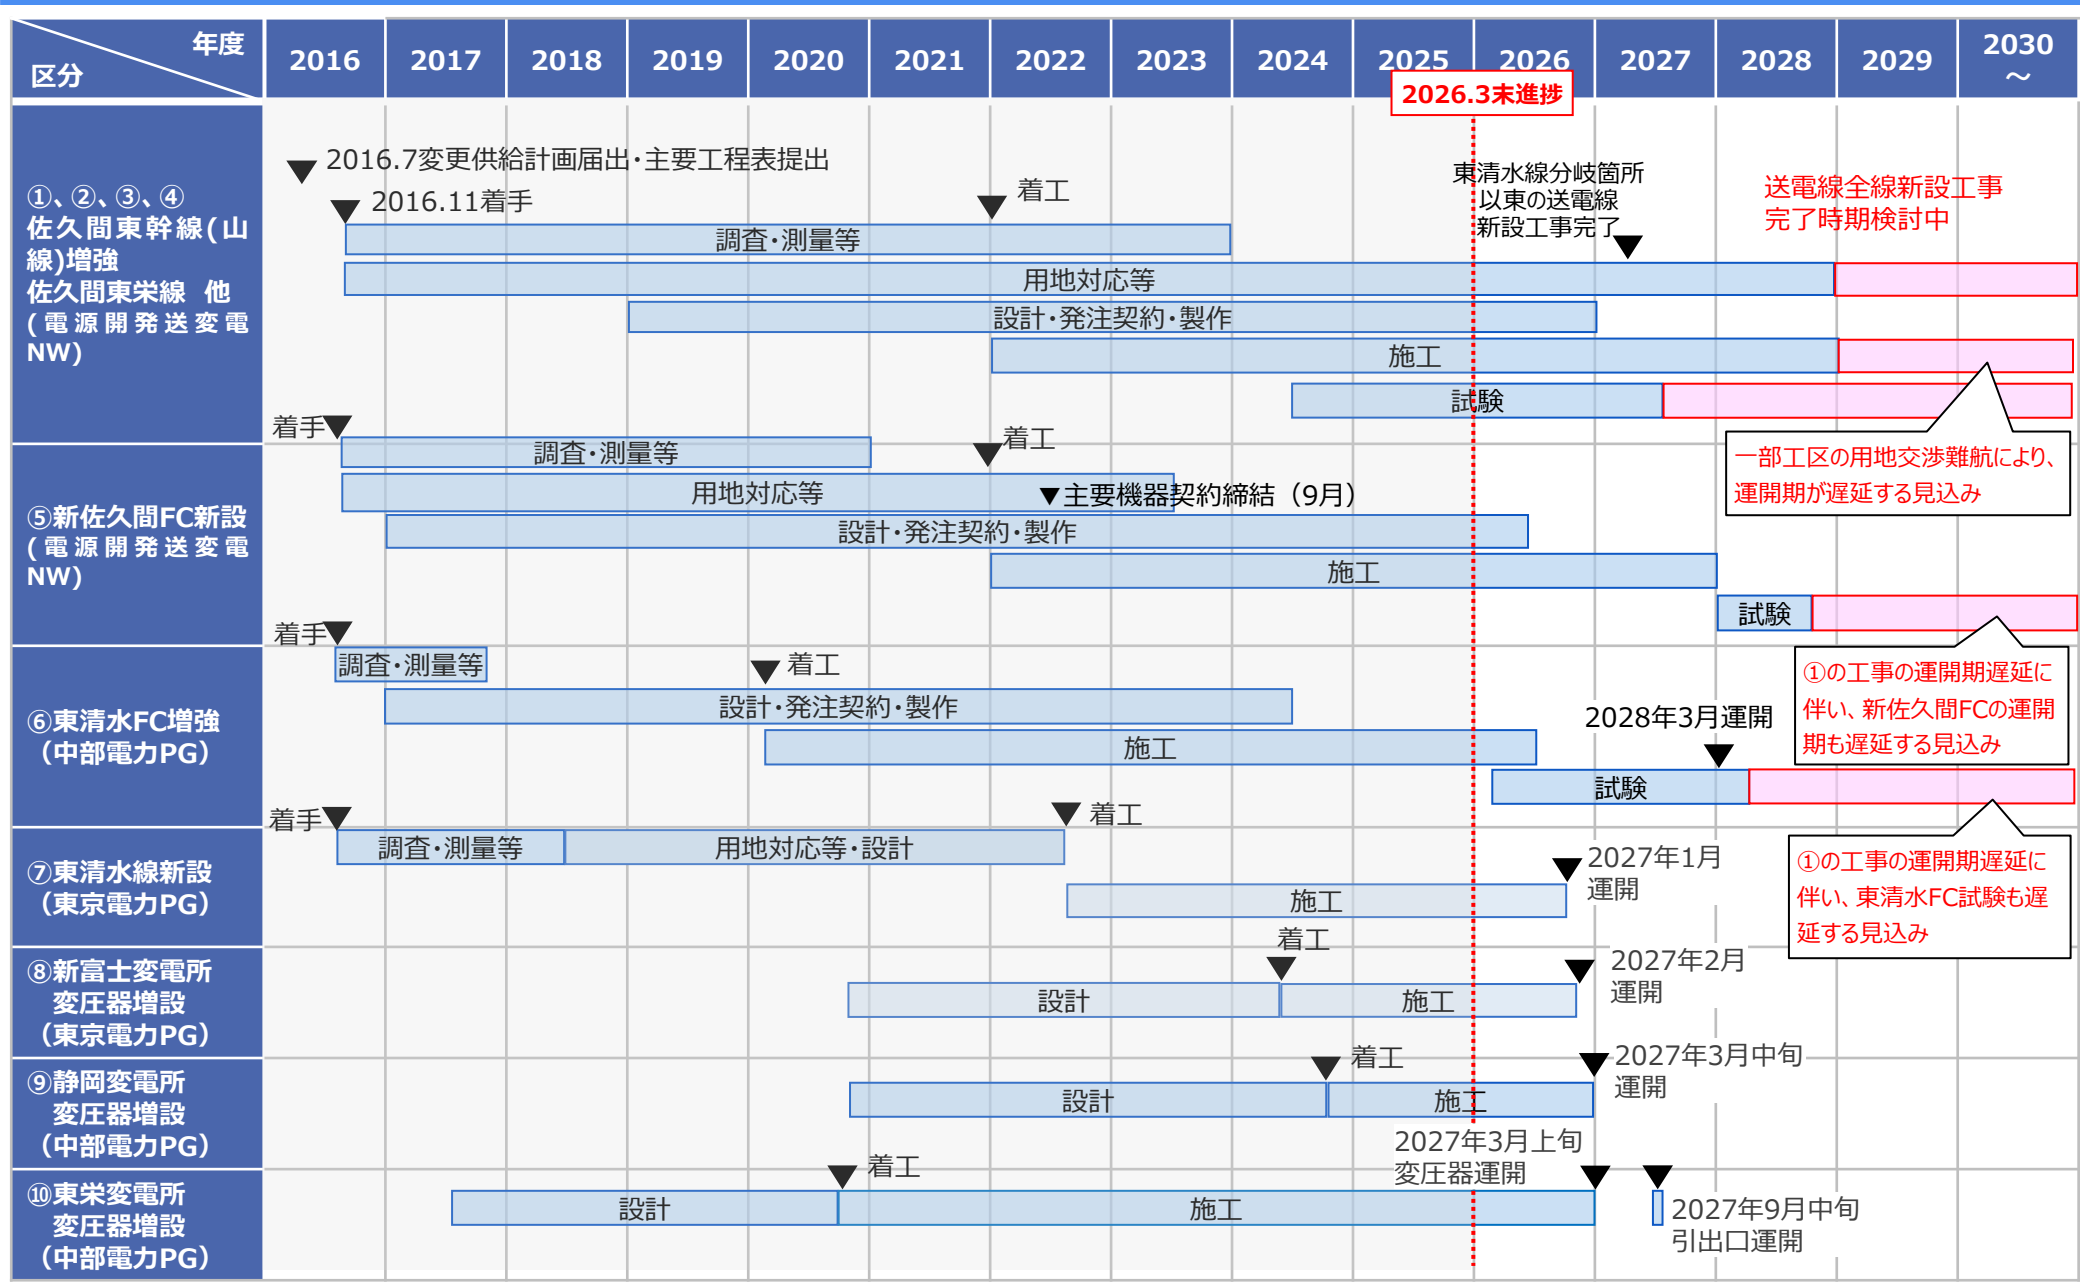 年度
区分
2016
2017
2018
2019
2020
2021
2022
2023
2024
2025
2026
2027
2028
2029
2030
～
2026.3末進捗
①、②、③、④
佐久間東幹線(山
線)増強
佐久間東栄線 他
(電源開発送変電
NW)
2016.7変更供給計画届出・主要工程表提出
2016.11着手
着工
東清水線分岐箇所
以東の送電線
新設工事完了
送電線全線新設工事
完了時期検討中
調査・測量等
用地対応等
設計・発注契約・製作
施工
試験
一部工区の用地交渉難航により、
運開期が遅延する見込み
⑤新佐久間FC新設
(電源開発送変電
NW)
着手
調査・測量等
着工
用地対応等
▼主要機器契約締結（9月）
設計・発注契約・製作
施工
試験
①の工事の運開期遅延に
伴い、新佐久間FCの運開
期も遅延する見込み
⑥東清水FC増強
（中部電力PG）
着手
調査・測量等
着工
設計・発注契約・製作
施工
2028年3月運開
試験
①の工事の運開期遅延に
伴い、東清水FC試験も遅
延する見込み
⑦東清水線新設
（東京電力PG）
着手
調査・測量等
用地対応等・設計
着工
施工
2027年1月
運開
⑧新富士変電所
変圧器増設
（東京電力PG）
設計
着工
施工
2027年2月
運開
⑨静岡変電所
変圧器増設
（中部電力PG）
設計
着工
施工
2027年3月中旬
運開
⑩東栄変電所
変圧器増設
（中部電力PG）
設計
着工
施工
2027年3月上旬
変圧器運開
2027年9月中旬
引出口運開